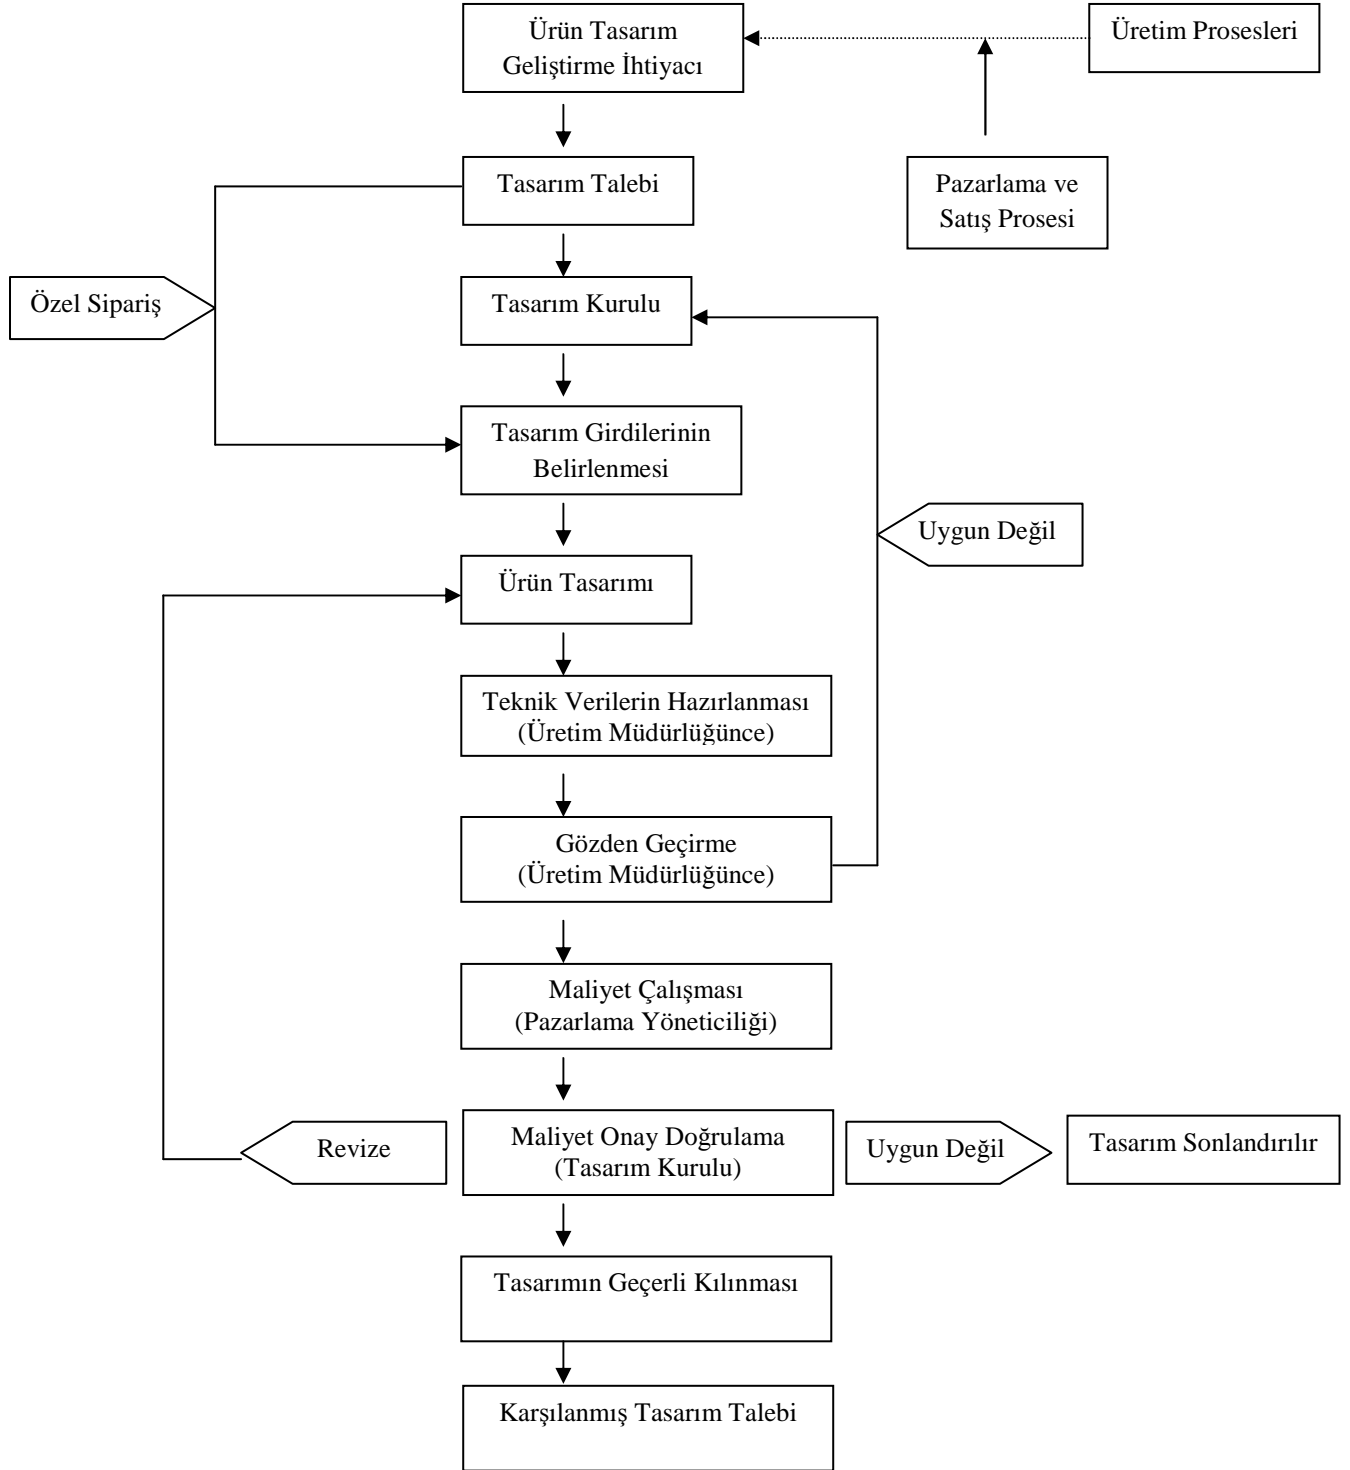 Ürün Tasarım
Geliştirme İhtiyacı
Üretim Prosesleri
Tasarım Talebi
Pazarlama ve
Satış Prosesi
Özel Sipariş
Tasarım Kurulu
Tasarım Girdilerinin
Belirlenmesi
Uygun Değil
Ürün Tasarımı
Teknik Verilerin Hazırlanması
(Üretim Müdürlüğünce)
Gözden Geçirme
(Üretim Müdürlüğünce)
Maliyet Çalışması
(Pazarlama Yöneticiliği)
Revize
Maliyet Onay Doğrulama
(Tasarım Kurulu)
Uygun Değil
Tasarım Sonlandırılır
Tasarımın Geçerli Kılınması
Karşılanmış Tasarım Talebi